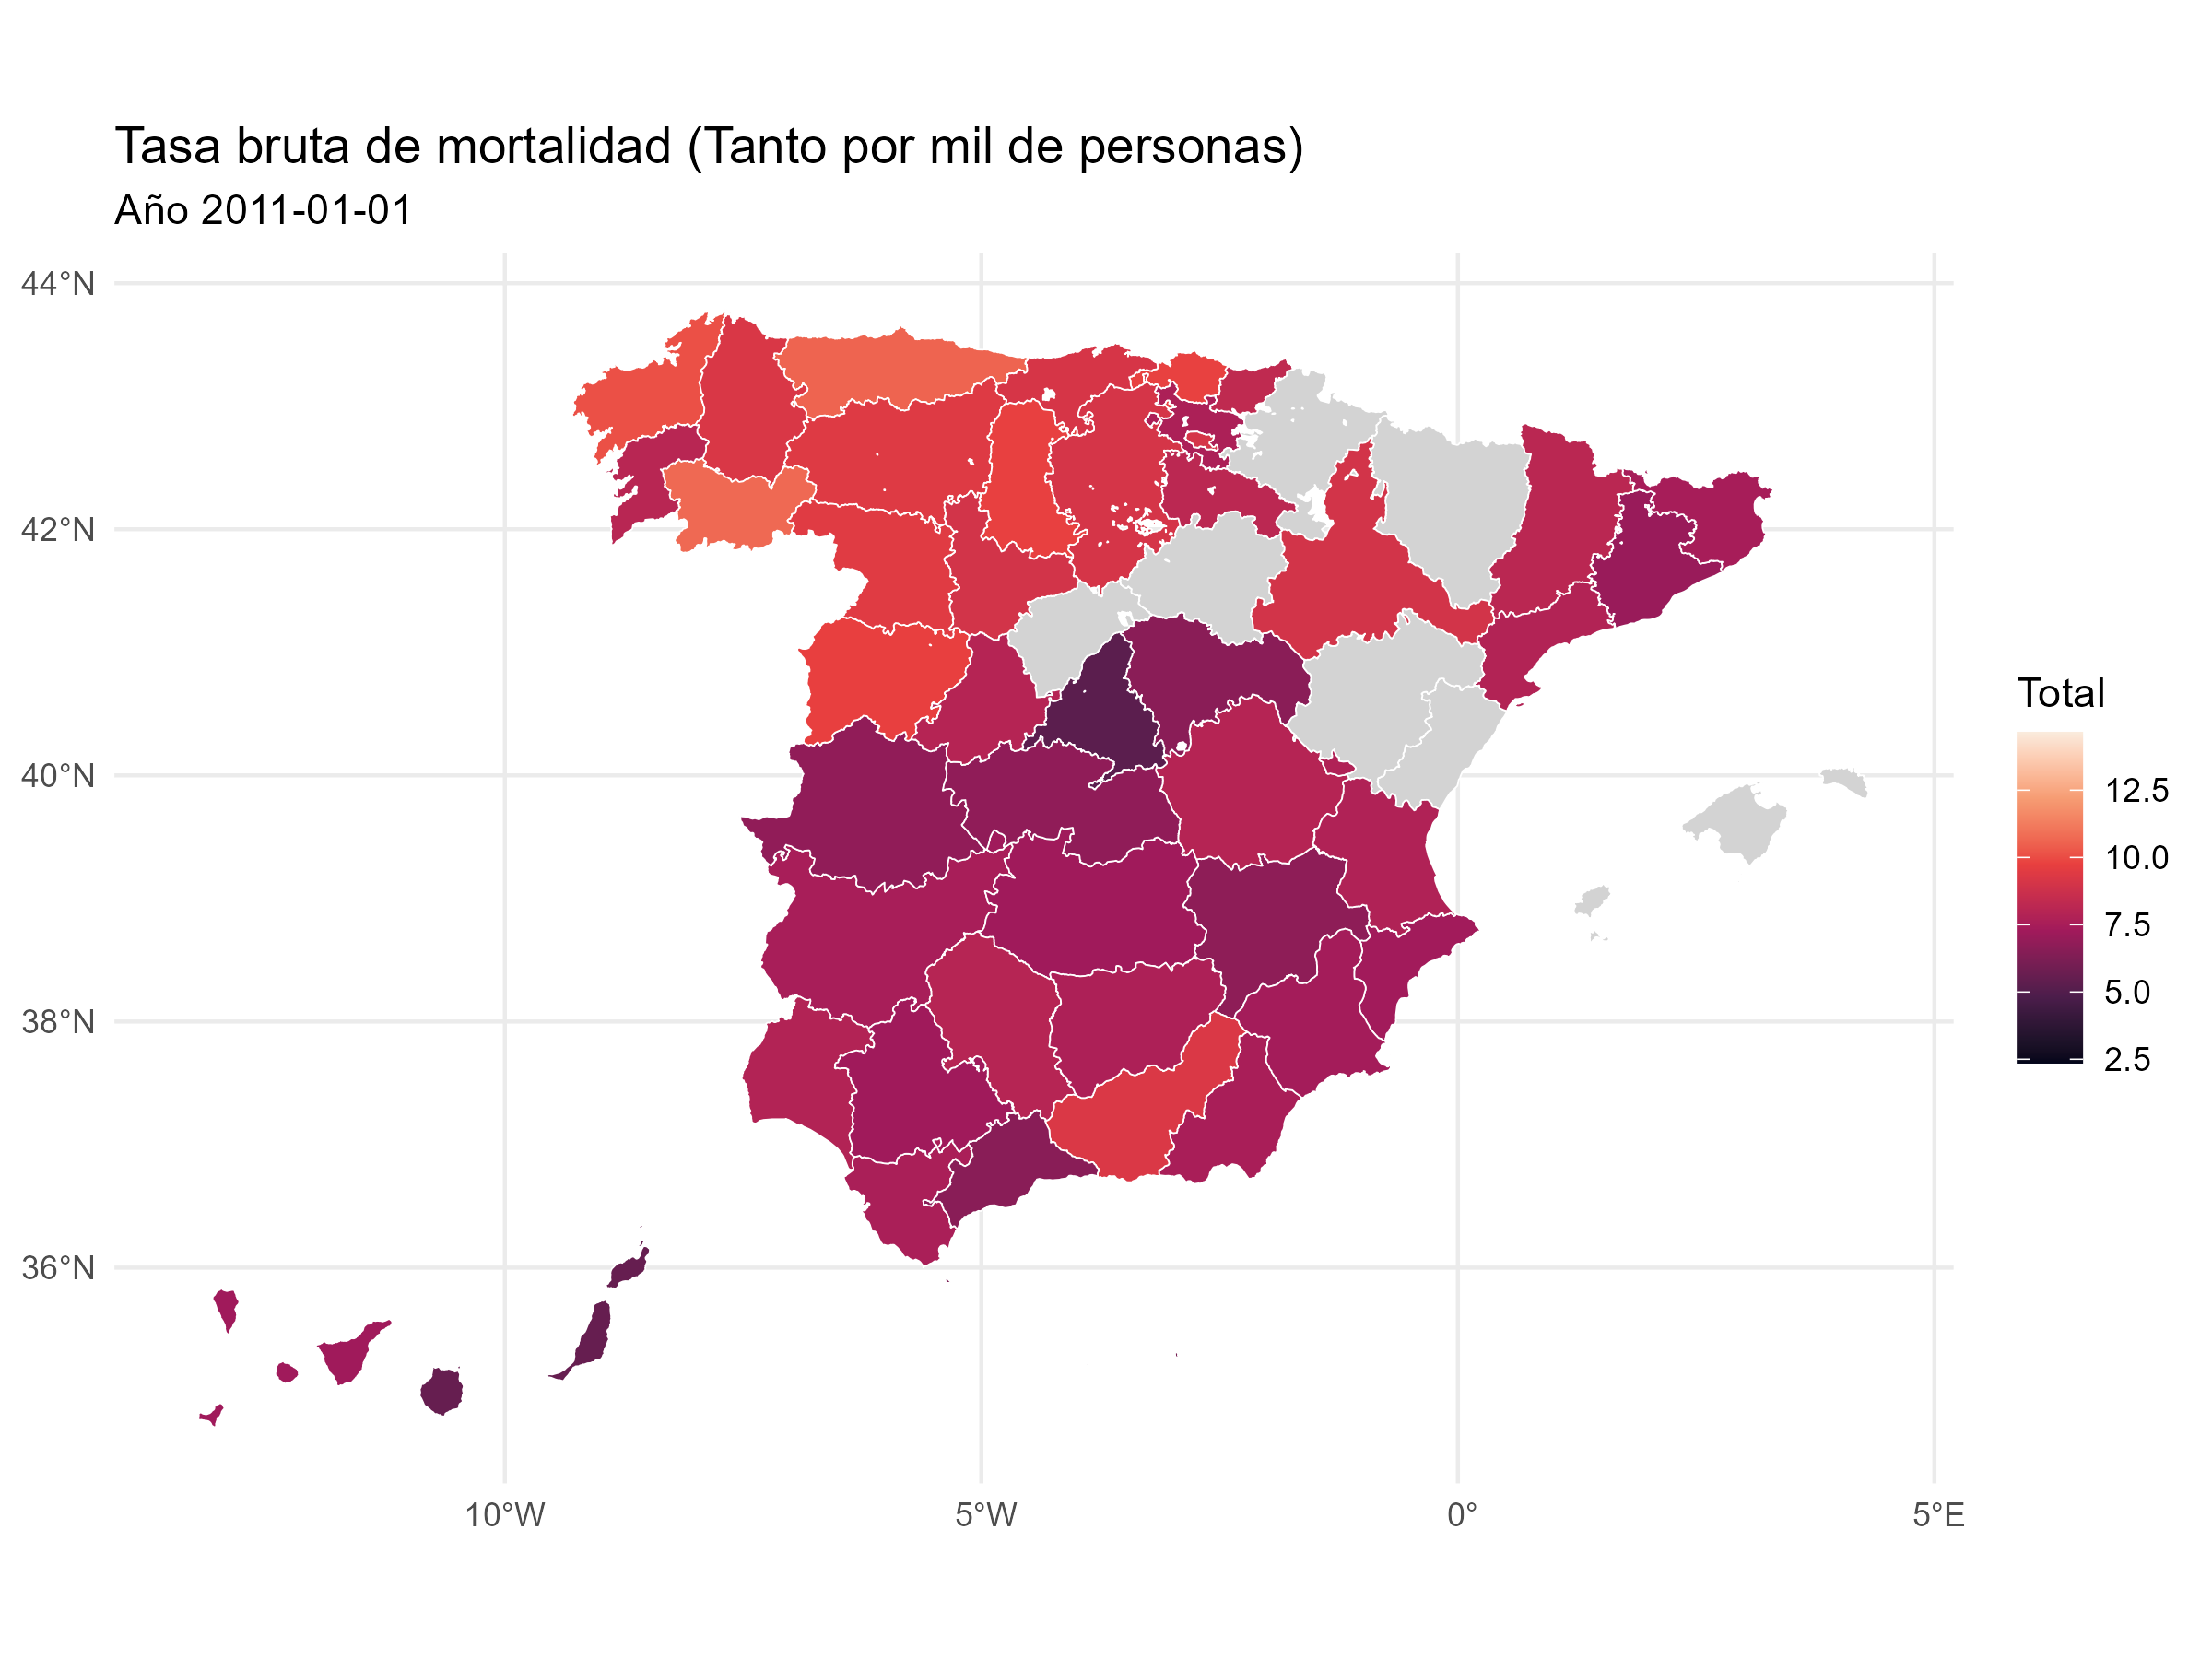 Tasa bruta de mortalidad (Tanto por mil de personas)
Año 2011-01-01
44°N
42°N
40°N
38°N
36°N
10°W
5°W
0°
5°E
Total
12.5
10.0
7.5
5.0
2.5